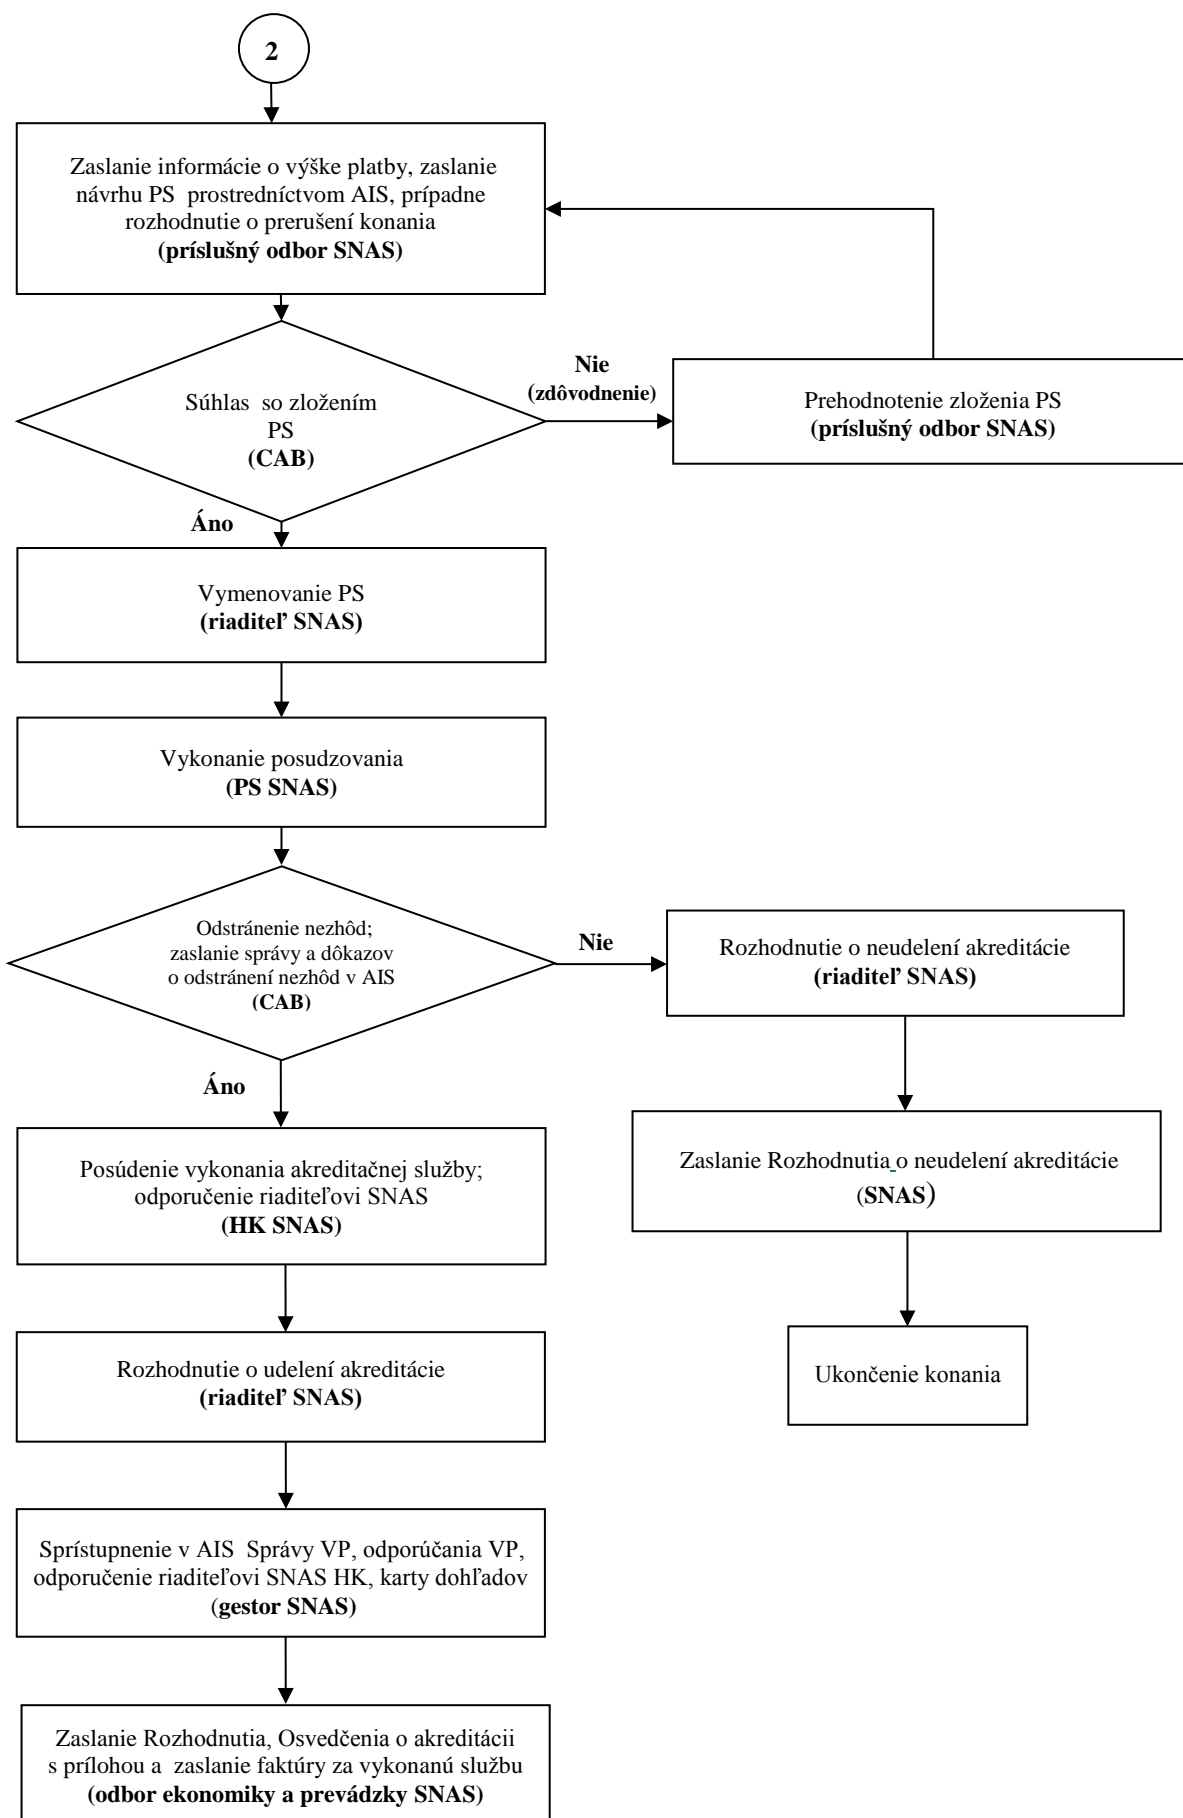 2
Zaslanie informácie o výške platby, zaslanie
návrhu PS prostredníctvom AIS, prípadne
rozhodnutie o prerušení konania
(príslušný odbor SNAS)
Súhlas so zložením
PS
(CAB)
Nie
(zdôvodnenie)
Prehodnotenie zloženia PS
(príslušný odbor SNAS)
Áno
Vymenovanie PS
(riaditeľ SNAS)
Vykonanie posudzovania
(PS SNAS)
Odstránenie nezhôd;
zaslanie správy a dôkazov
o odstránení nezhôd v AIS
(CAB)
Nie
Rozhodnutie o neudelení akreditácie
(riaditeľ SNAS)
Áno
Zaslanie Rozhodnutia o neudelení akreditácie
(SNAS)
Posúdenie vykonania akreditačnej služby;
odporučenie riaditeľovi SNAS
(HK SNAS)
Ukončenie konania
Rozhodnutie o udelení akreditácie
(riaditeľ SNAS)
Sprístupnenie v AIS Správy VP, odporúčania VP,
odporučenie riaditeľovi SNAS HK, karty dohľadov
(gestor SNAS)
Zaslanie Rozhodnutia, Osvedčenia o akreditácii
s prílohou a zaslanie faktúry za vykonanú službu
(odbor ekonomiky a prevádzky SNAS)